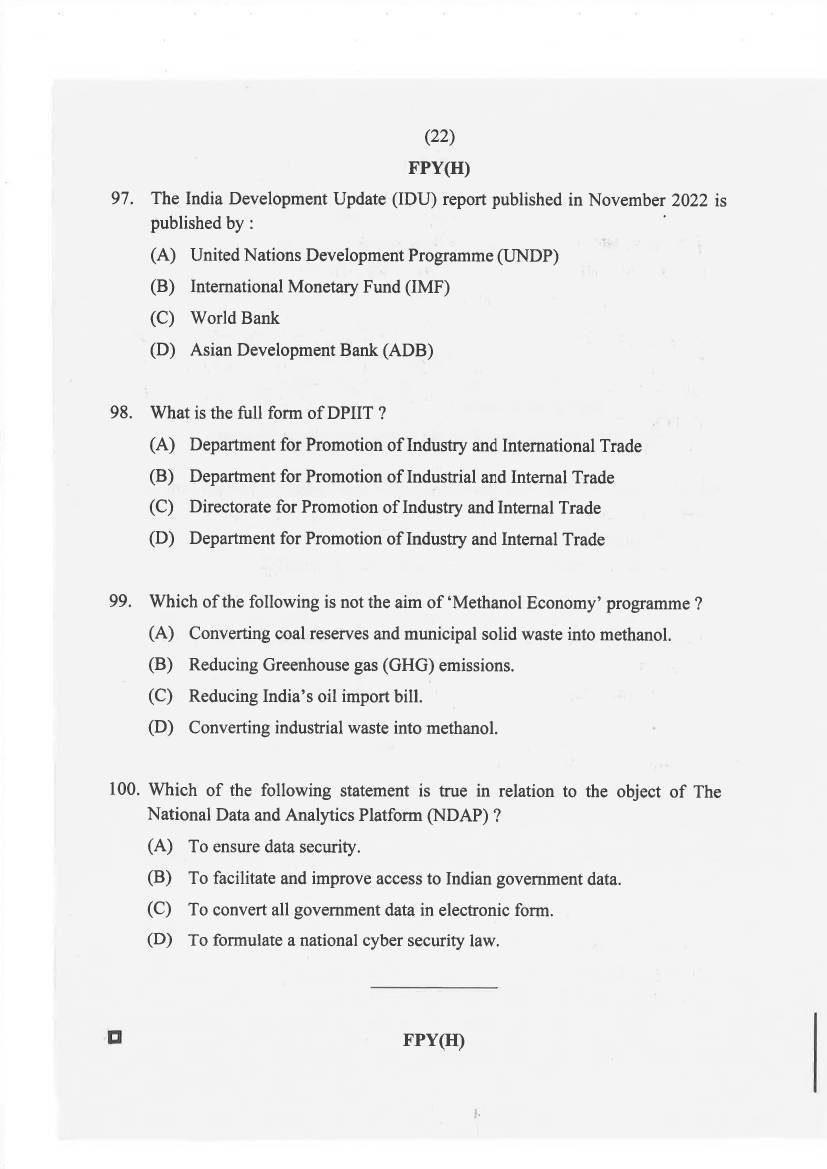 (22)
FPY(H)
97. The India Development Update (IDU) report published in November 2022 is
published by :
(A) United Nations Development Programme (UNDP)
(B) International Monetary Fund (IMF)
(C) World Bank
(D) Asian Development Bank (ADB)
98. What is the full form of DPIIT ?
(A) Department for Promotion of Industry and International Trade
(B) Department for Promotion of Industrial and Internal Trade
(C) Directorate for Promotion of Industry and Internal Trade
(D) Department for Promotion of Industry and Internal Trade
99. Which of the following is not the aim of ‘Methanol Economy’ programme ?
(A) Converting coal reserves and municipal solid waste into methanol.
(B) Reducing Greenhouse gas (GHG) emissions.
(C) Reducing India’s oil import bill.
(D) Converting industrial waste into methanol.
100. Which of the following statement is true in relation to the object of The
National Data and Analytics Platform (NDAP) ?
(A) To ensure data security.
(B) To facilitate and improve access to Indian government data.
(C) To convert all government data in electronic form.
(D) To formulate a national cyber security law.
FPY(H)